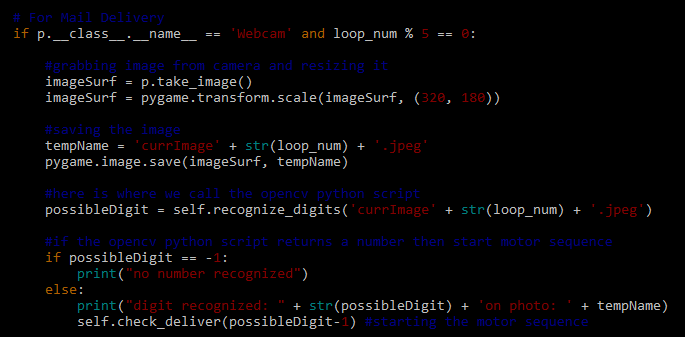 # For Mail Delivery
if p.__class__.__name__ == 'Webcam' and loop_num % 5 == 0:
#grabbing image from camera and resizing it
imageSurf = p.take_image()
imageSurf = pygame.transform.scale(imageSurf, (320, 180))
#saving the image
tempName = 'currImage' + str(loop_num) + '.jpeg'
pygame.image.save(imageSurf, tempName)
#here is where we call the opencv python script
possibleDigit = self.recognize_digits('currImage' + str(loop_num) + '.jpeg')
#if the opencv python script returns a number then start motor sequence
if possibleDigit == -1:
print("no number recognized")
else:
print("digit recognized: " + str(possibleDigit) + 'on photo: ' + tempName)
self.check_deliver(possibleDigit-1) #starting the motor sequence